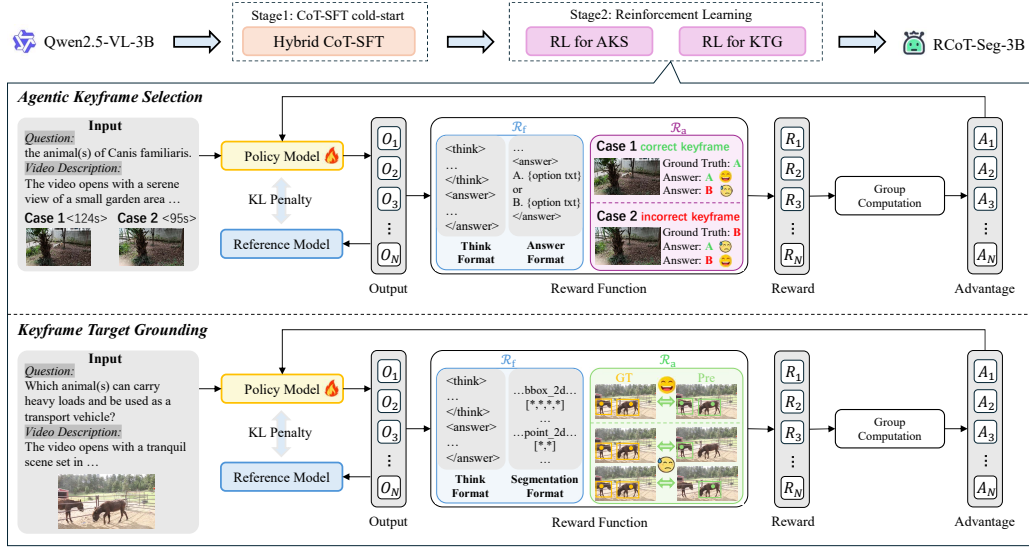 Stage1: CoT-SFT cold-start
Stage2: Reinforcement Learning
Qwen2.5-VL-3B
Hybrid CoT-SFT
RL for AKS
RL for KTG
RCoT-Seg-3B
Agentic Keyframe Selection
Input
Question:
the animal(s) of Canis familiaris.
Video Description:
The video opens with a serene
view of a small garden area …
Case 1 <124s>
Case 2 <95s>
Policy Model
KL Penalty
Reference Model
O1
O2
O3
⋮
ON
Output
Rf
<think>
…
</think>
<answer>
…
</answer>
Think
Format
…
<answer>
A. {option txt}
or
B. {option txt}
</answer>
Answer
Format
Ra
Case 1 correct keyframe
Ground Truth: A
Answer: A
Answer: B
Case 2 incorrect keyframe
Ground Truth: B
Answer: A
Answer: B
Reward Function
R1
R2
R3
⋮
RN
Reward
Group
Computation
A1
A2
A3
⋮
AN
Advantage
Keyframe Target Grounding
Input
Question:
Which animal(s) can carry
heavy loads and be used as a
transport vehicle?
Video Description:
The video opens with a tranquil
scene set in …
Policy Model
KL Penalty
Reference Model
O1
O2
O3
⋮
ON
Output
Rf
<think>
…
</think>
<answer>
…
</answer>
Think
Format
…bbox_2d…
[*,*,*,*]
…
…point_2d…
[*,*]
…
Segmentation
Format
Ra
GT
Pre
Reward Function
R1
R2
R3
⋮
RN
Reward
Group
Computation
A1
A2
A3
⋮
AN
Advantage